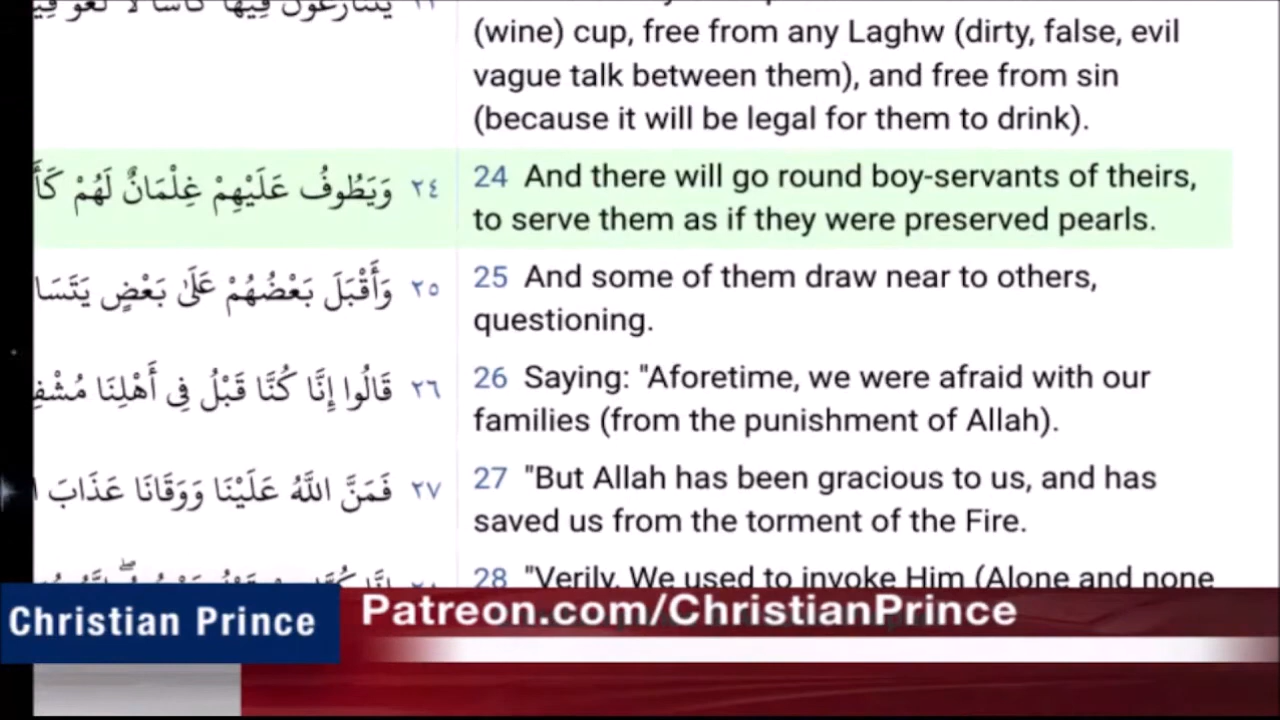 (wine) cup, free from any Laghw (dirty, false, evil
vague talk between them), and free from sin
(because it will be legal for them to drink).
٢٤ وَيَطُوفُ عَلَيْهِمْ غِلْمَانٌ لَهُمْ كَأَ
24 And there will go round boy-servants of theirs,
to serve them as if they were preserved pearls.
٢٥ وَأَقْبَلَ بَعْضُهُمْ عَلَىٰ بَعْضٍ يَتَسَا
25 And some of them draw near to others,
questioning.
٢٦ قَالُوا إِنَّا كُنَّا قَبْلُ فِي أَهْلِنَا مُشْفِ
26 Saying: "Aforetime, we were afraid with our
families (from the punishment of Allah).
٢٧ فَمَنَّ اللَّهُ عَلَيْنَا وَوَقَانَا عَذَابَ ا
27 "But Allah has been gracious to us, and has
saved us from the torment of the Fire.
28 "Verily, We used to invoke Him (Alone and none
Christian Prince
Patreon.com/ChristianPrince